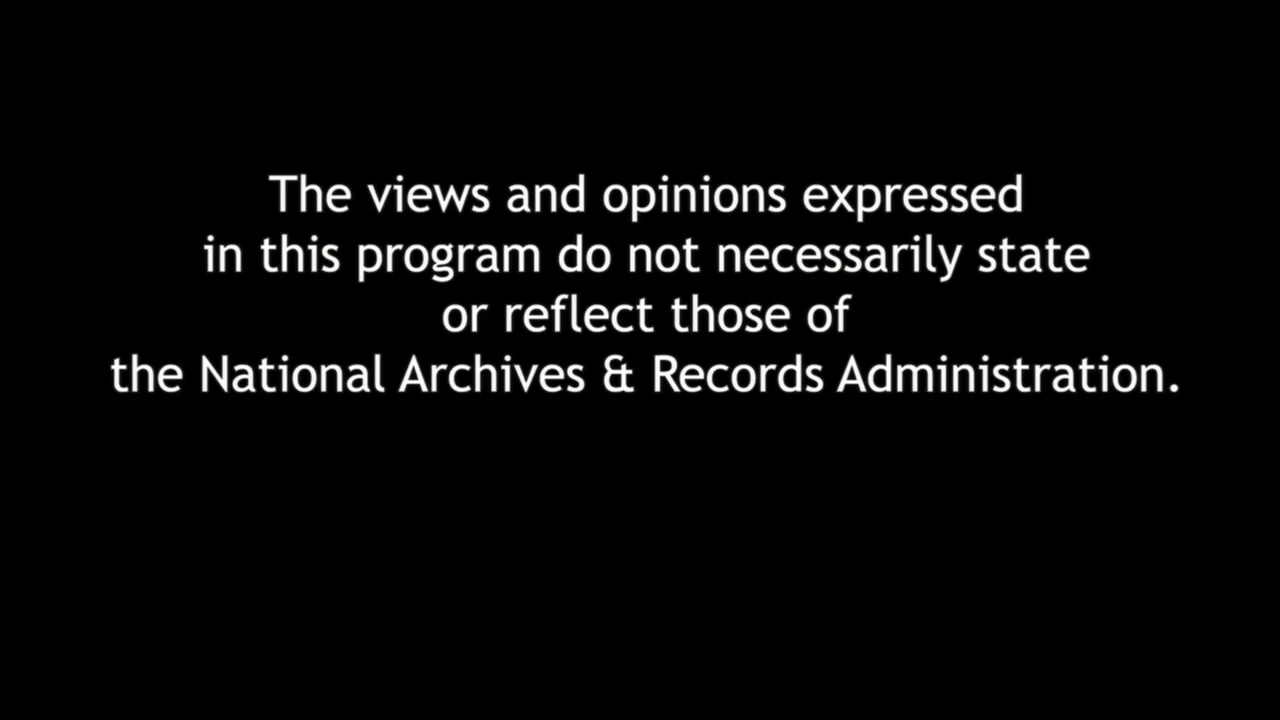 The views and opinions expressed
in this program do not necessarily state
or reflect those of
the National Archives & Records Administration.